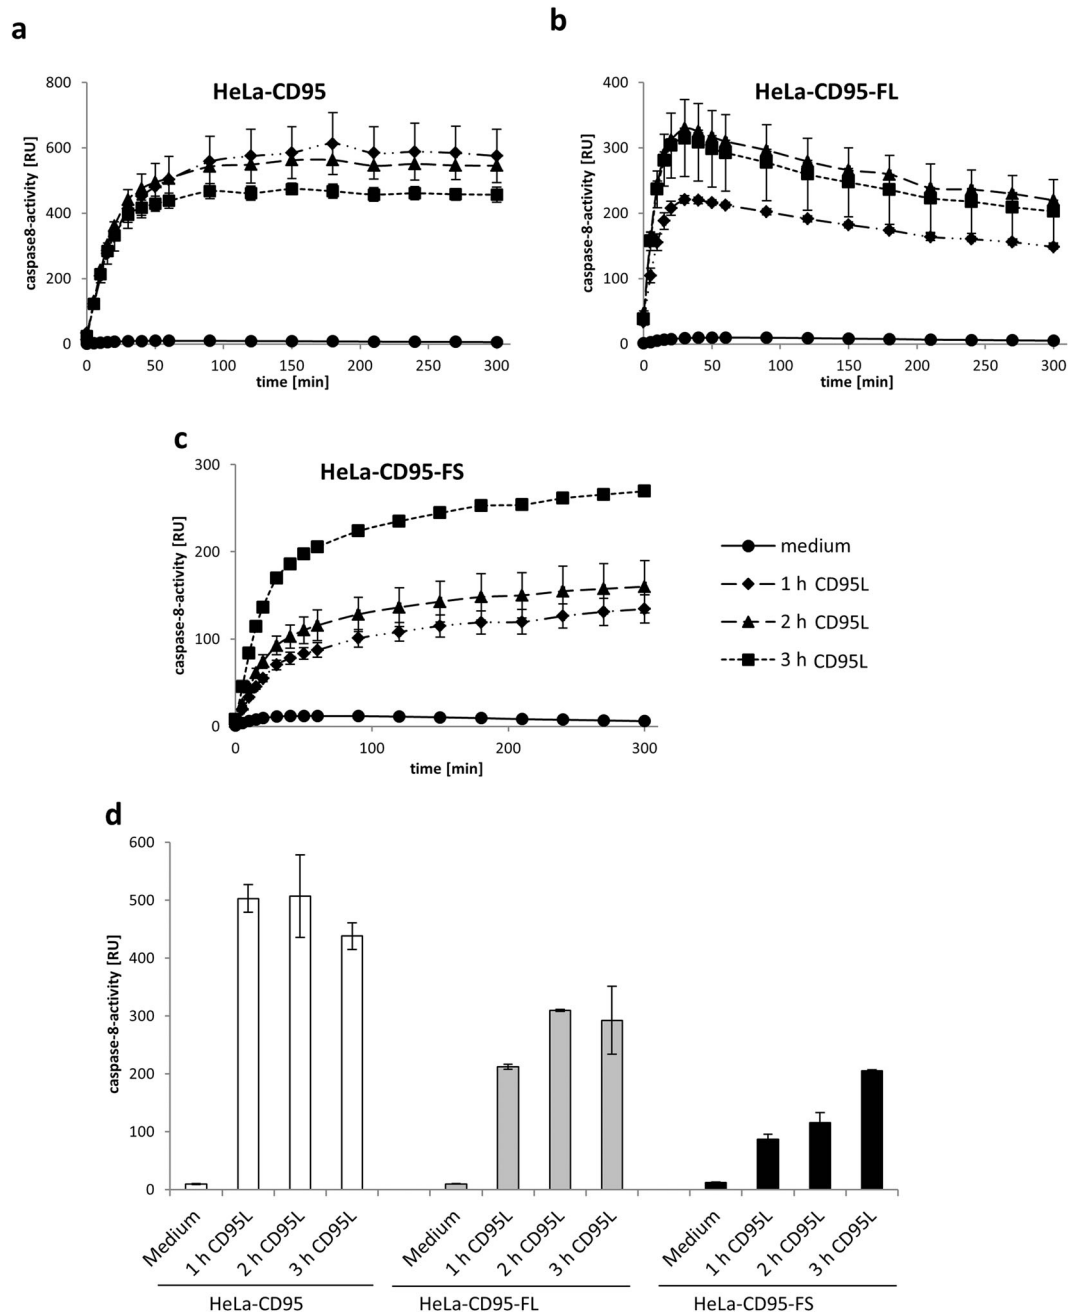 a
HeLa-CD95
caspase8-activity [RU]
800
600
400
200
0
0 50 100 150 200 250 300
time [min]
b
HeLa-CD95-FL
caspase-8-activity [RU]
400
300
200
100
0
0 50 100 150 200 250 300
time [min]
c
HeLa-CD95-FS
caspase-8-activity [RU]
300
200
100
0
0 100 200 300
time [min]
medium
1 h CD95L
2 h CD95L
3 h CD95L
d
caspase-8-activity [RU]
600
500
400
300
200
100
0
Medium 1 h CD95L 2 h CD95L 3 h CD95L Medium 1 h CD95L 2 h CD95L 3 h CD95L Medium 1 h CD95L 2 h CD95L 3 h CD95L
HeLa-CD95 HeLa-CD95-FL HeLa-CD95-FS